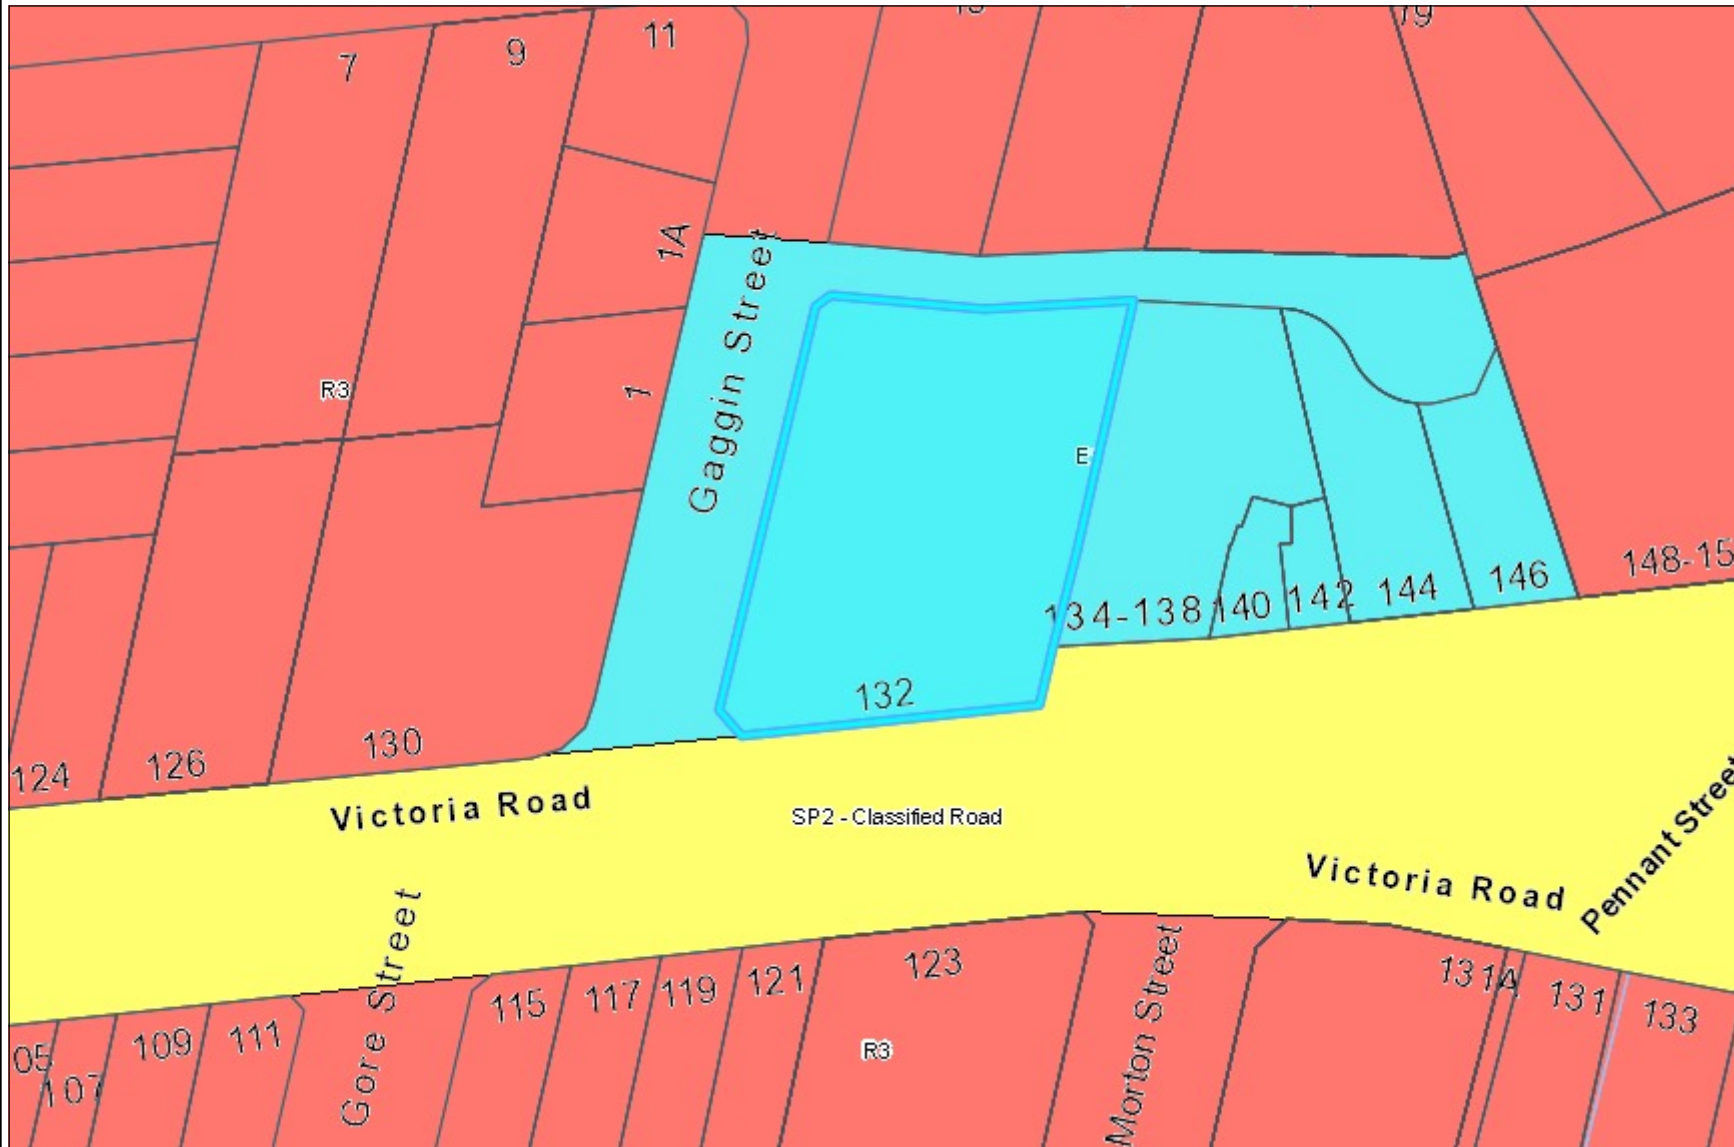 7
9
11
1A
Gaggin Street
1
R3
E
134-138
140
142
144
146
148-15
132
130
126
124
Victoria Road
SP2 - Classified Road
Victoria Road
Pennant Street
Gore Street
Morton Street
123
121
119
117
115
111
109
107
05
R3
131A
131
133